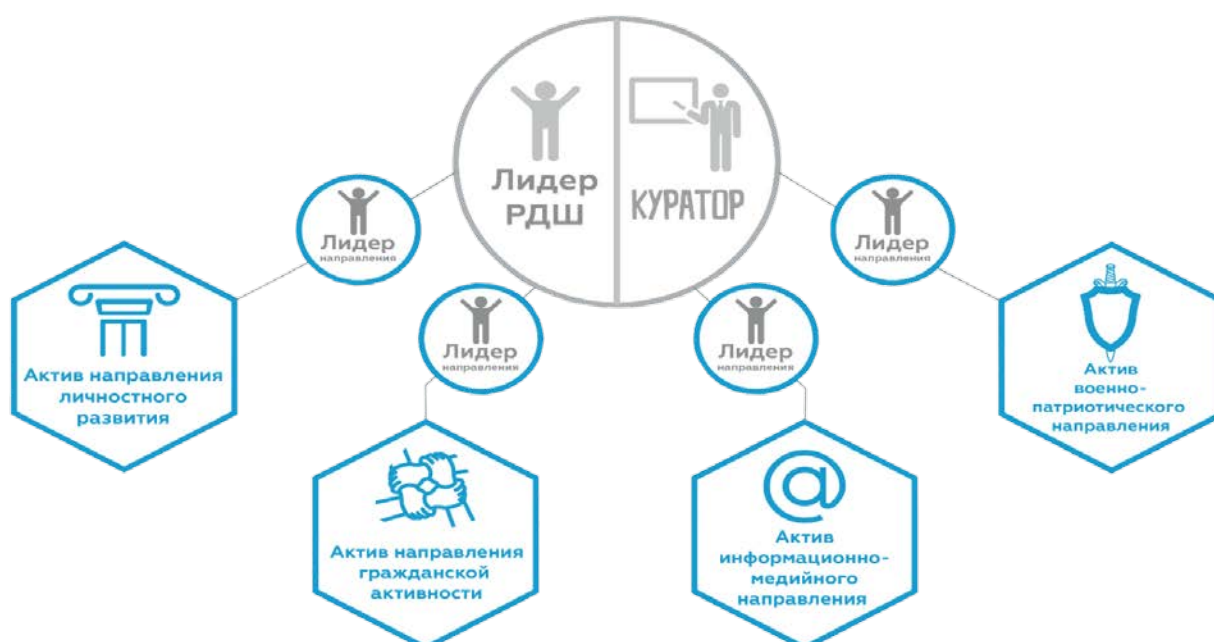 Лидер
РДШ
КУРАТОР
Лидер
направления
Лидер
направления
Лидер
направления
Лидер
направления
Актив направления
личностного
развития
Актив направления
гражданской
активности
@
Актив
информационно-
медийного
направления
Актив
военно-
патриотического
направления